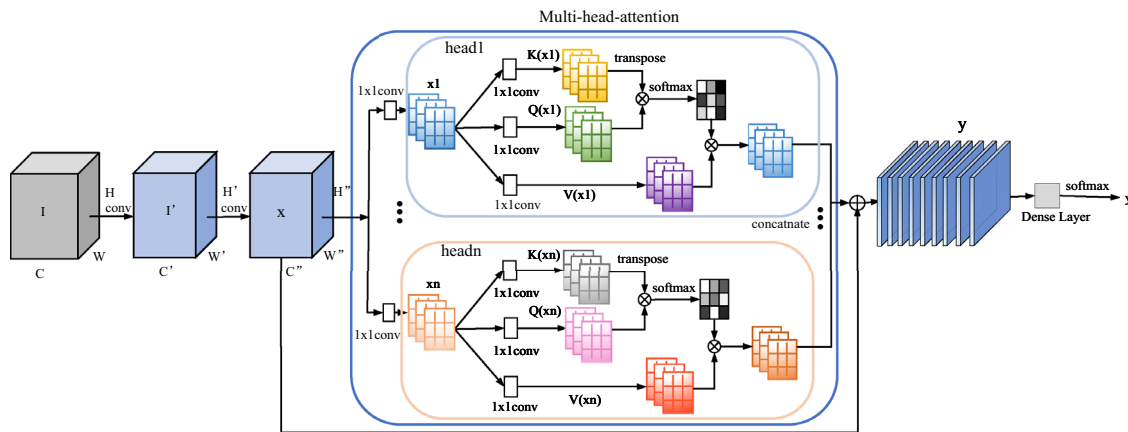 Multi-head-attention
head1
1x1conv
x1
1x1conv
K(x1)
transpose
softmax
Q(x1)
1x1conv
V(x1)
1x1conv
I
H
conv
C
W
I’
H’
conv
C’
W’
x
H”
C”
W”
concatnate
y
softmax
Dense Layer
y
headn
1x1conv
xn
1x1conv
K(xn)
transpose
softmax
Q(xn)
1x1conv
V(xn)
1x1conv